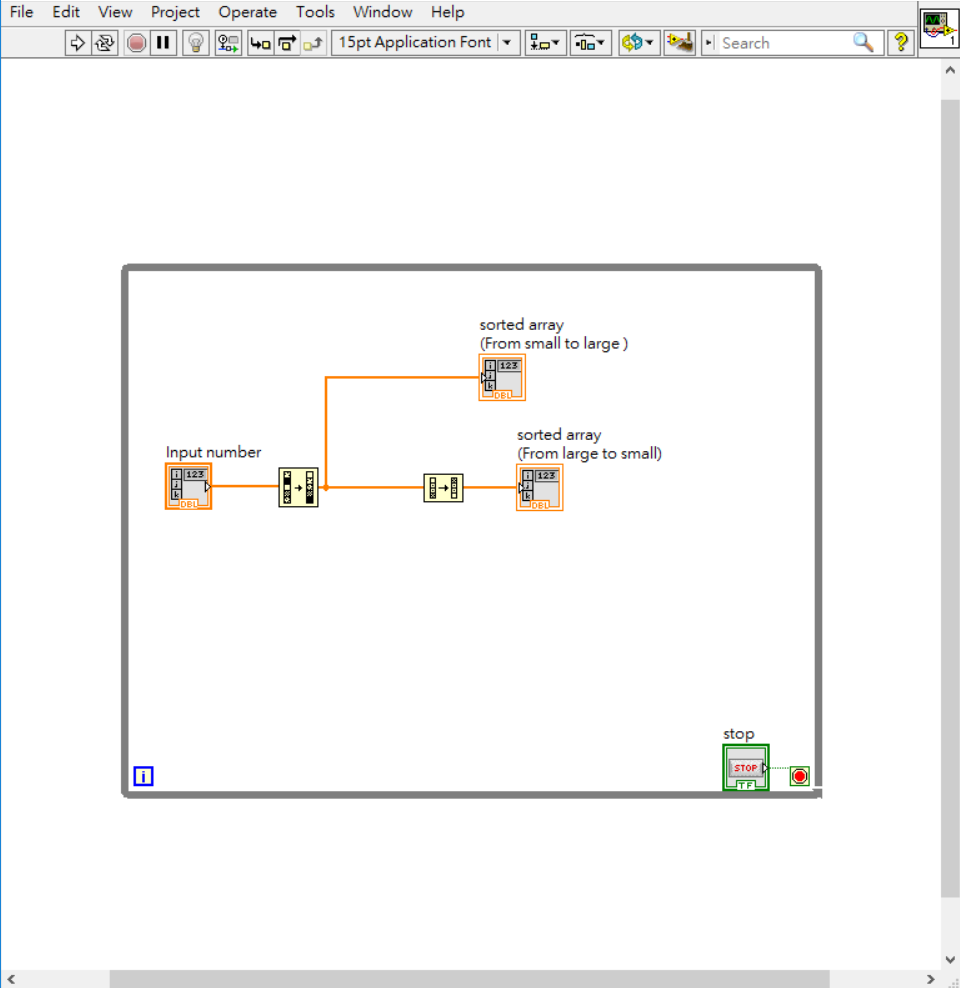 File Edit View Project Operate Tools Window Help
15pt Application Font Search ? 1
sorted array
(From small to large )
i 123
j
k
DBL
sorted array
(From large to small)
Input number
i 123
j
k
DBL
i 123
j
k
DBL
stop
STOP
TF
i